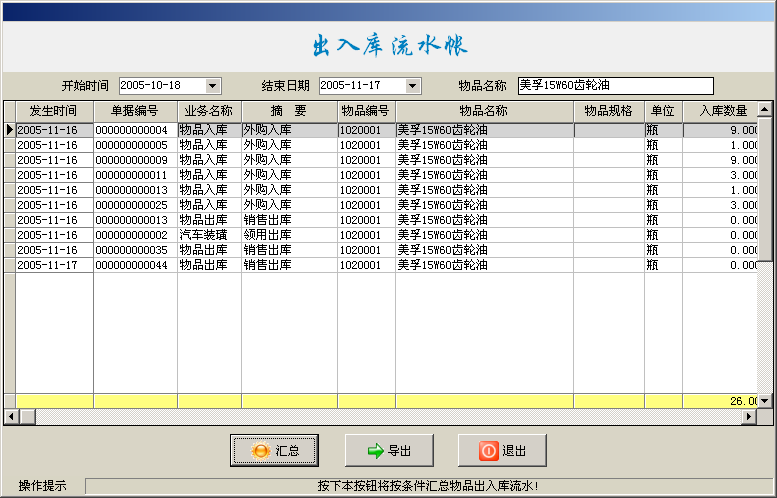 出入库流水帐
开始时间 2005-10-18 结束日期 2005-11-17 物品名称 美孚15W60齿轮油
发生时间 单据编号 业务名称 摘 要 物品编号 物品名称 物品规格 单位 入库数量
2005-11-16 000000000004 物品入库 外购入库 1020001 美孚15W60齿轮油 瓶 9.000
2005-11-16 000000000005 物品入库 外购入库 1020001 美孚15W60齿轮油 瓶 1.000
2005-11-16 000000000009 物品入库 外购入库 1020001 美孚15W60齿轮油 瓶 9.000
2005-11-16 000000000011 物品入库 外购入库 1020001 美孚15W60齿轮油 瓶 3.000
2005-11-16 000000000013 物品入库 外购入库 1020001 美孚15W60齿轮油 瓶 1.000
2005-11-16 000000000025 物品入库 外购入库 1020001 美孚15W60齿轮油 瓶 3.000
2005-11-16 000000000013 物品出库 销售出库 1020001 美孚15W60齿轮油 瓶 0.000
2005-11-16 000000000002 汽车装璜 领用出库 1020001 美孚15W60齿轮油 瓶 0.000
2005-11-16 000000000035 物品出库 销售出库 1020001 美孚15W60齿轮油 瓶 0.000
2005-11-17 000000000044 物品出库 销售出库 1020001 美孚15W60齿轮油 瓶 0.000
26.00
汇总 导出 退出
操作提示 按下本按钮将按条件汇总物品出入库流水!